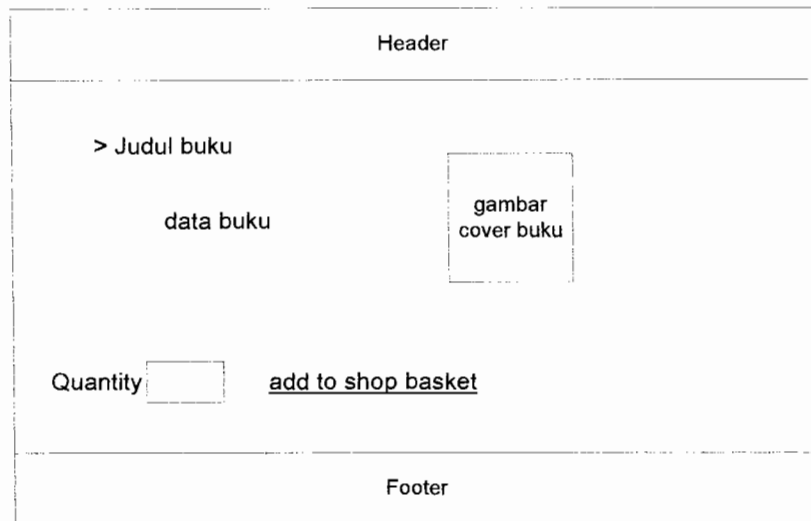 Header
> Judul buku
data buku
gambar
cover buku
Quantity
add to shop basket
Footer